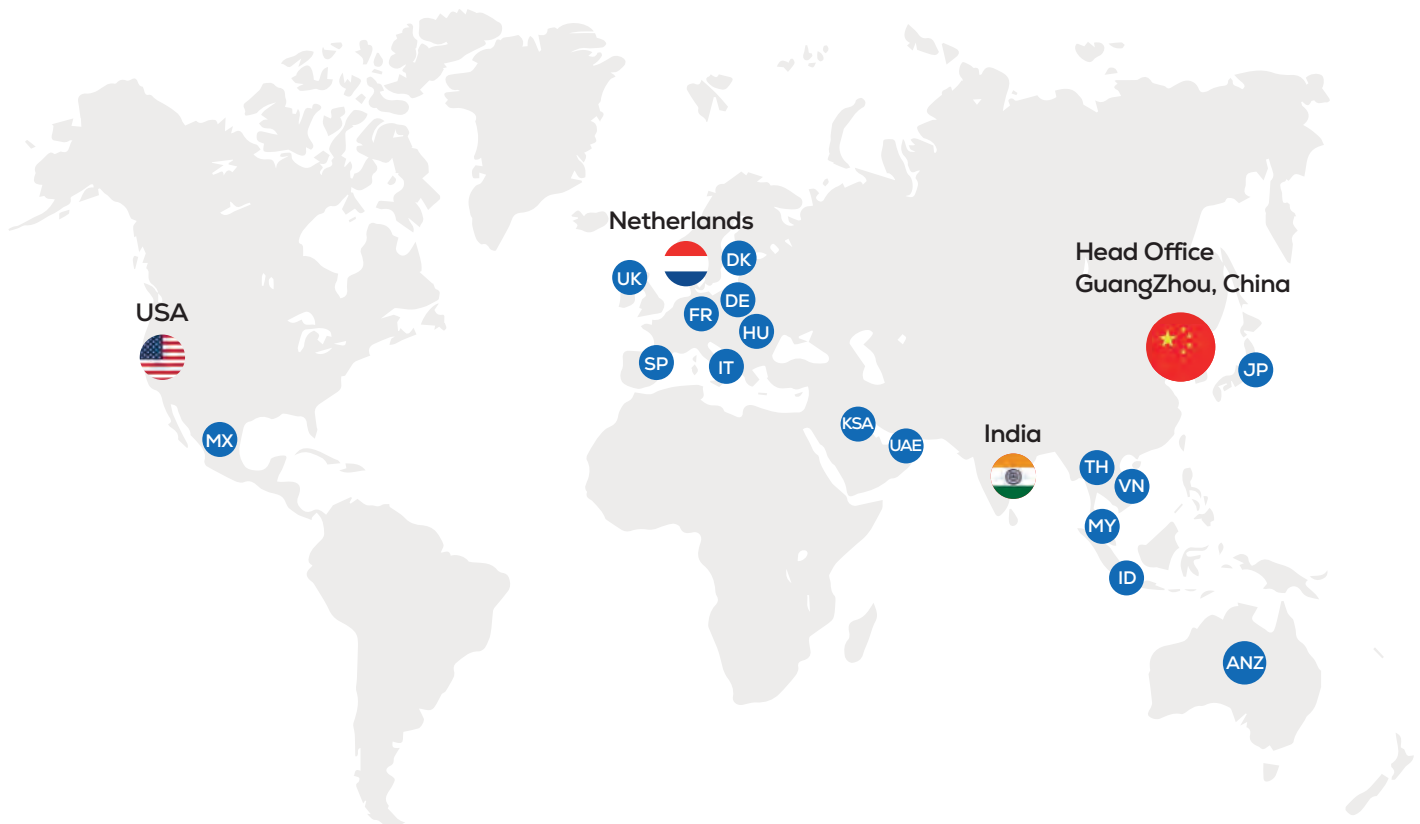 Netherlands
Head Office
GuangZhou, China
DK
UK
DE
USA
FR
HU
SP
IT
JP
KSA
MX
India
UAE
TH
VN
MY
ID
ANZ